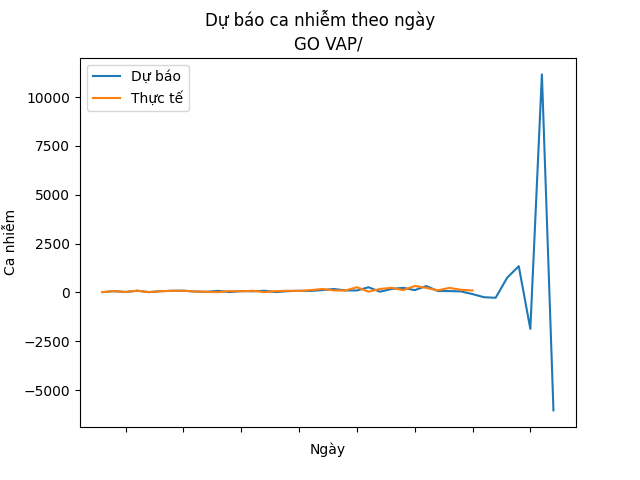 Dự báo ca nhiễm theo ngày
GO VAP/
Dự báo
Thực tế
10000
7500
5000
2500
0
−2500
−5000
Ca nhiễm
Ngày